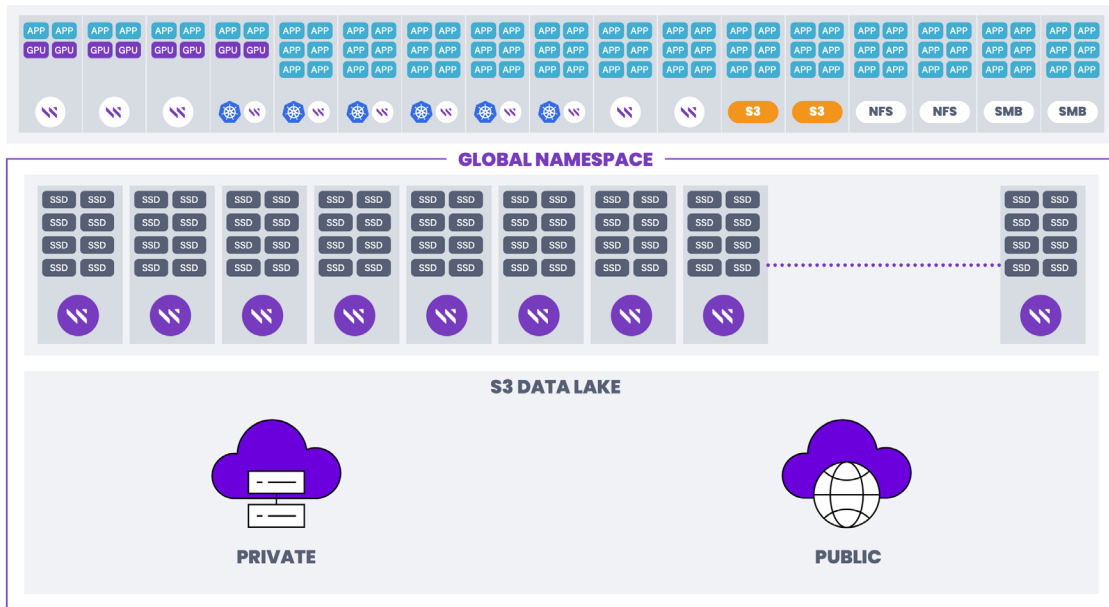 APP APP APP APP APP APP APP APP APP APP APP APP APP APP APP APP APP APP APP APP APP APP APP APP APP APP APP APP APP APP APP APP APP APP
GPU GPU GPU GPU GPU GPU GPU GPU APP APP APP APP APP APP APP APP APP APP APP APP APP APP APP APP APP APP APP APP APP APP APP APP APP APP
APP APP APP APP APP APP APP APP APP APP APP APP APP APP APP APP APP APP APP APP APP APP APP APP APP APP
S3 S3 NFS NFS SMB SMB
GLOBAL NAMESPACE
SSD SSD SSD SSD SSD SSD SSD SSD SSD SSD SSD SSD SSD SSD SSD SSD SSD SSD
SSD SSD SSD SSD SSD SSD SSD SSD SSD SSD SSD SSD SSD SSD SSD SSD SSD SSD
SSD SSD SSD SSD SSD SSD SSD SSD SSD SSD SSD SSD SSD SSD SSD SSD SSD SSD
SSD SSD SSD SSD SSD SSD SSD SSD SSD SSD SSD SSD SSD SSD SSD SSD SSD SSD
S3 DATA LAKE
PRIVATE PUBLIC